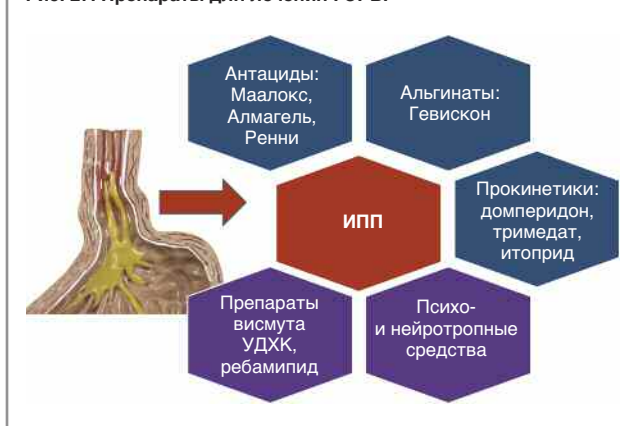 Антациды:
Маалокс,
Алмагель,
Ренни
Альгинаты:
Гевискон
Прокинетики:
домперидон,
тримедат,
итоприд
ИПП
Препараты
висмута
УДХК,
ребамипид
Психо-
и нейротропные
средства